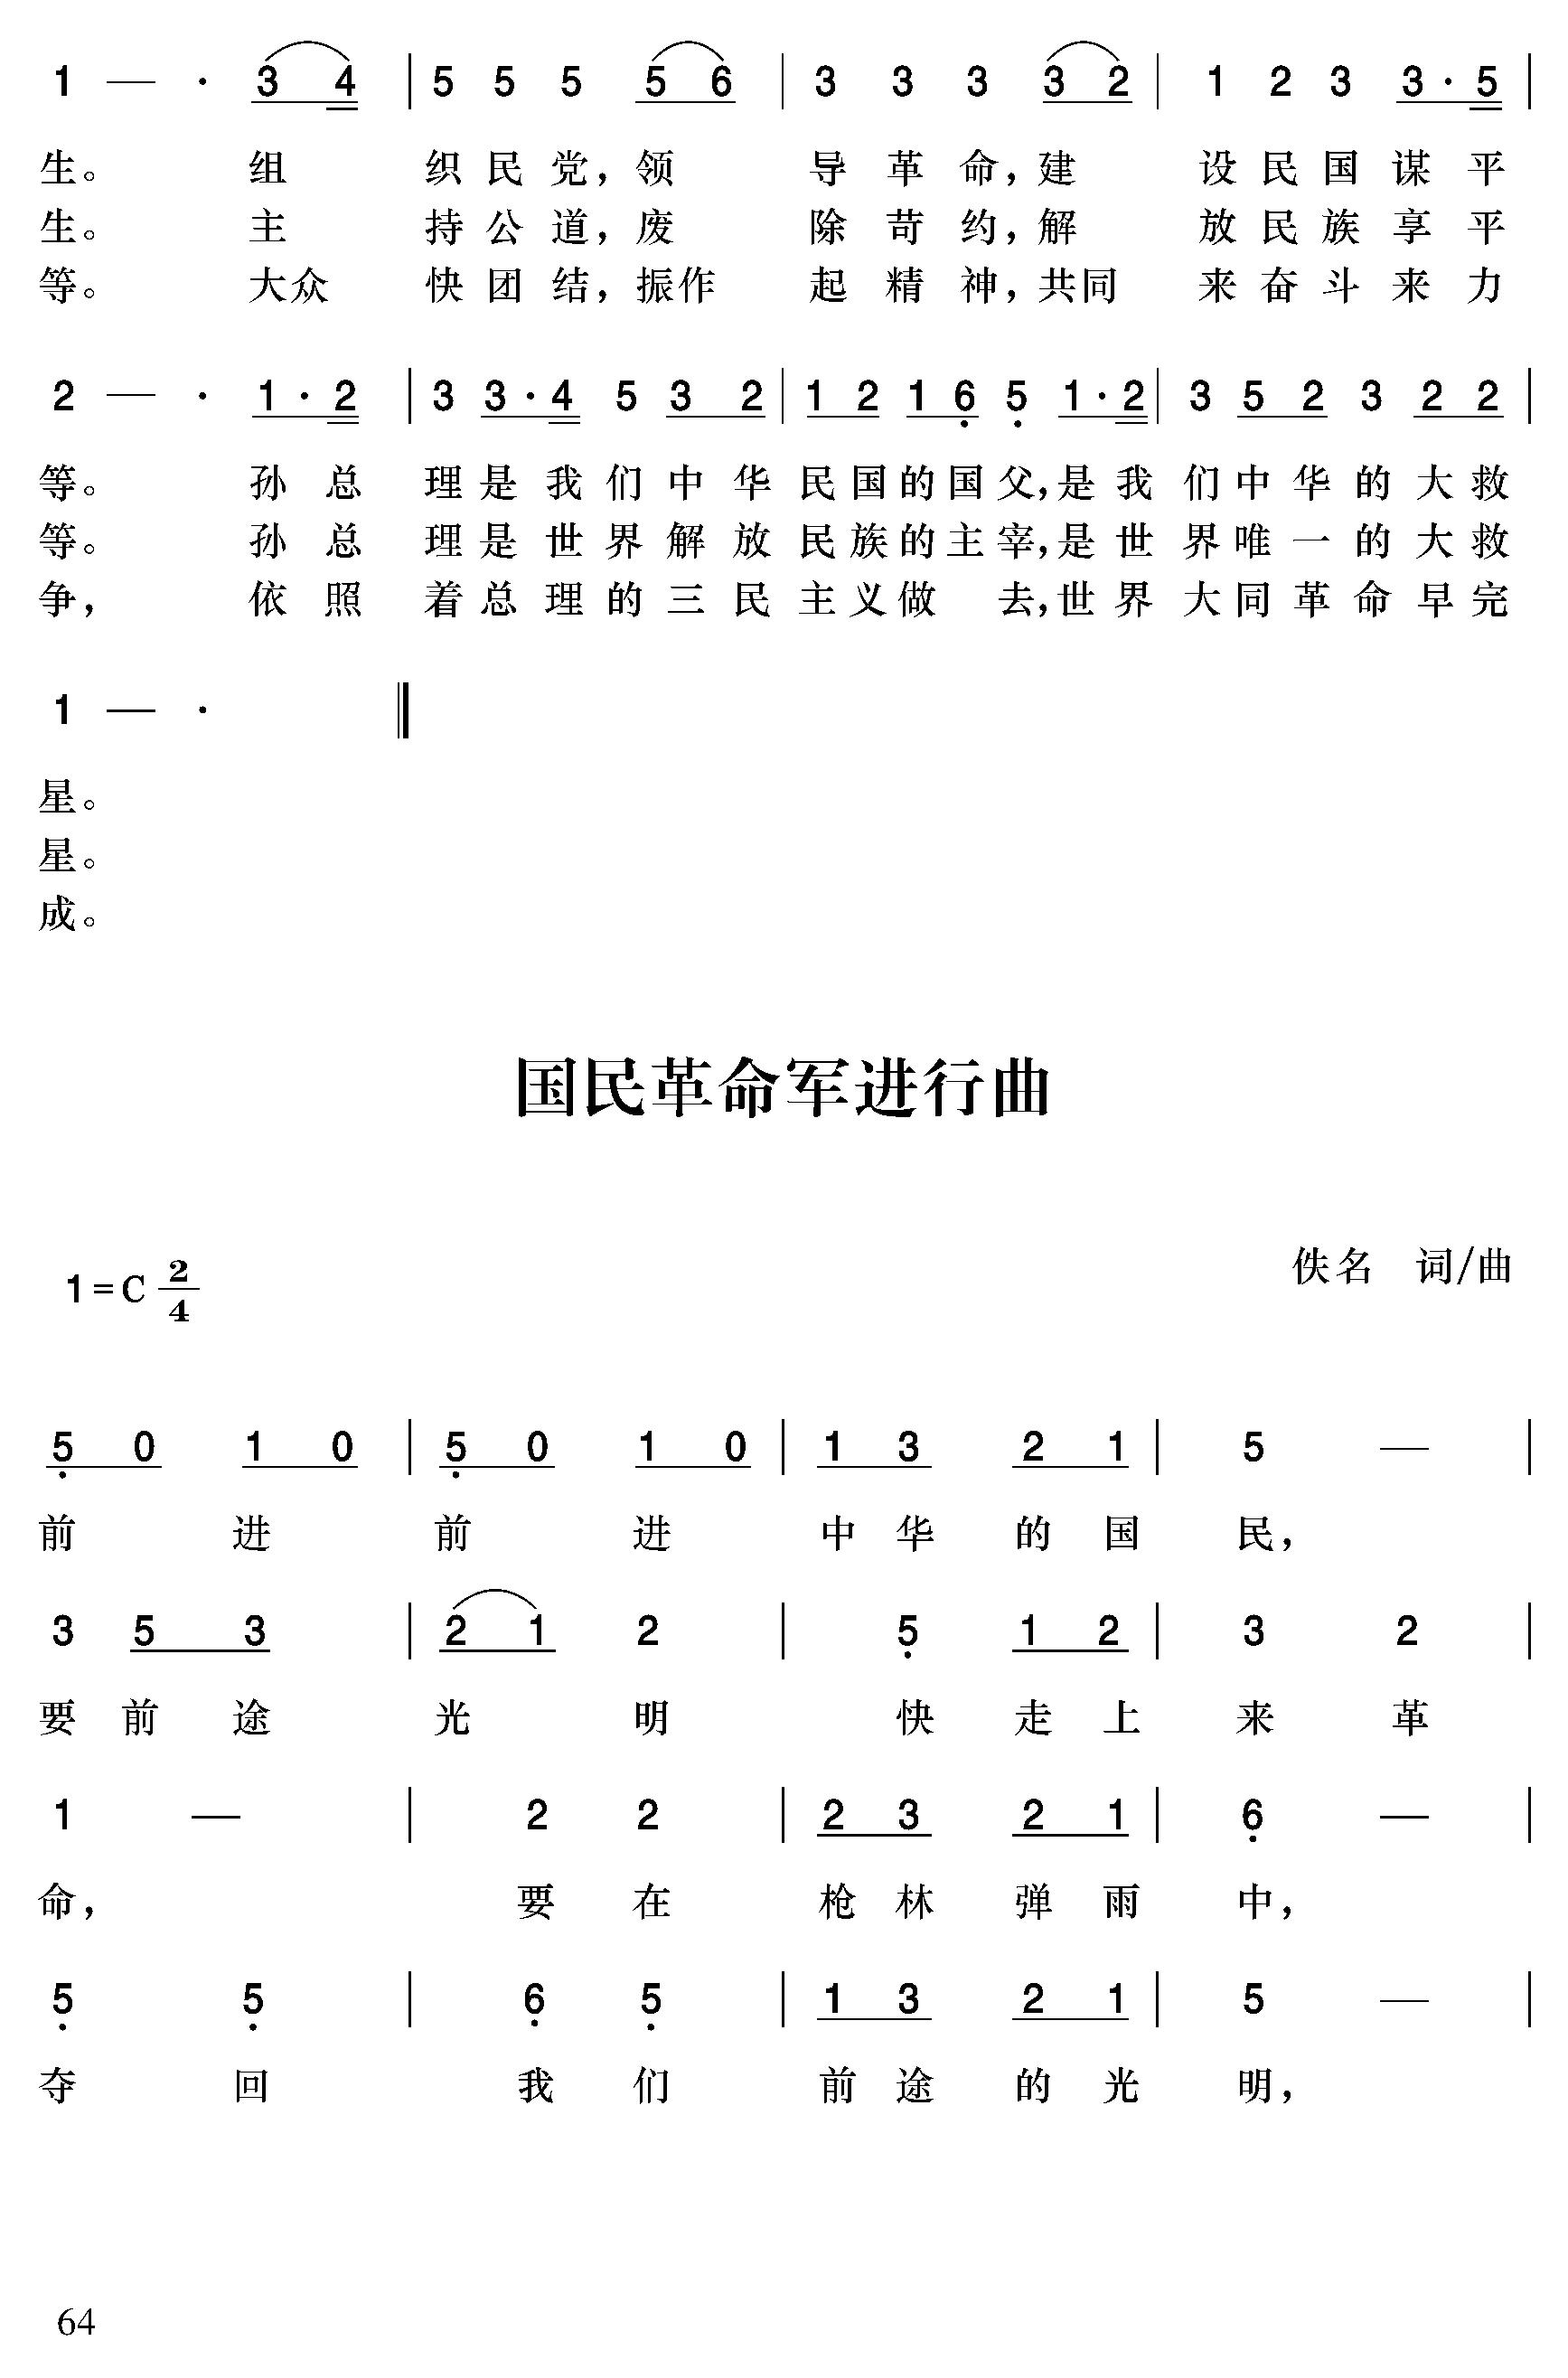 1 — · 3 4 | 5 5 5 5 6 | 3 3 3 3 2 | 1 2 3 3 · 5 |
生。 组 织 民 党，领 导 革 命，建 设 民 国 谋 平
生。 主 持 公 道，废 除 苛 约，解 放 民 族 享 平
等。 大众 快 团 结，振作 起 精 神，共同 来 奋 斗 来 力
2 — · 1 · 2 | 3 3 · 4 5 3 2 | 1 2 1 6 5 1 · 2 | 3 5 2 3 2 2 |
等。 孙 总 理 是 我 们 中 华 民 国 的 国 父，是 我 们 中 华 的 大 救
等。 孙 总 理 是 世 界 解 放 民 族 的 主 宰，是 世 界 唯 一 的 大 救
争， 依 照 着 总 理 的 三 民 主 义 做 去，世 界 大 同 革 命 早 完
1 — · ‖
星。
星。
成。
国民革命军进行曲
佚名 词/曲
1=C 2/4
5 0 1 0 | 5 0 1 0 | 1 3 2 1 | 5 — |
前 进 前 进 中 华 的 国 民，
3 5 3 | 2 1 2 | 5 1 2 | 3 2 |
要 前 途 光 明 快 走 上 来 革
1 — | 2 2 | 2 3 2 1 | 6 — |
命， 要 在 枪 林 弹 雨 中，
5 5 | 6 5 | 1 3 2 1 | 5 — |
夺 回 我 们 前 途 的 光 明，
64